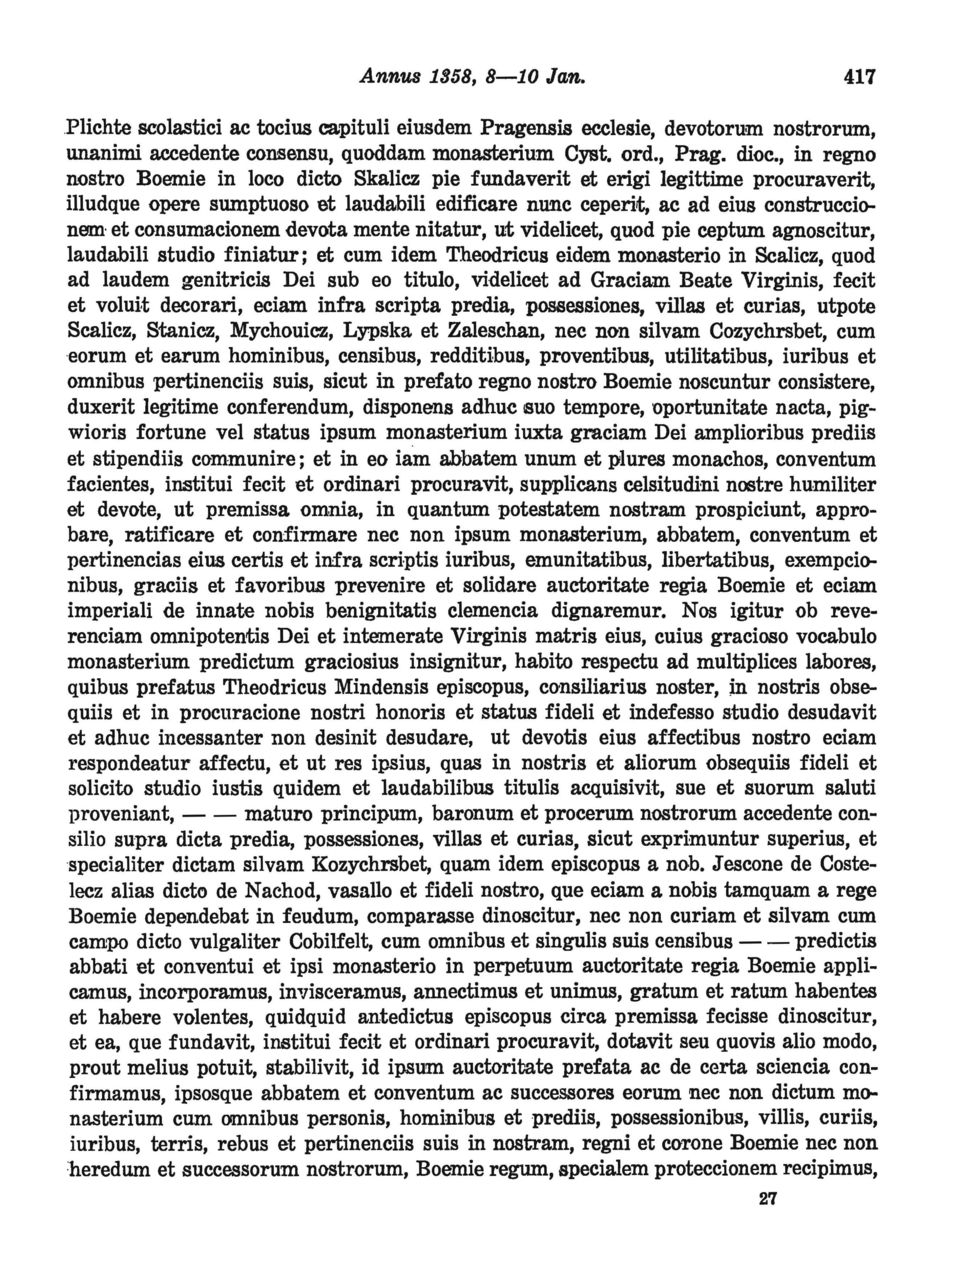 Annus 1358, 8—10 Jan. 417
Plichte scolastici ac tocius capituli eiusdem Pragensis ecclesie, devotorum nostrorum,
unanimi accedente consensu, quoddam monasterium Cyst. ord., Prag. dioc., in regno
nostro Boemie in loco dicto Skalicz pie fundaverit et erigi legittime procuraverit,
illudque opere sumptuoso et laudabili edificare nunc ceperit, ac ad eius construccio-
nem et consumacionem devota mente nitatur, ut videlicet, quod pie ceptum agnoscitur,
laudabili studio finiatur; et cum idem Theodricus eidem monasterio in Scalicz, quod
ad laudem genitricis Dei sub eo titulo, videlicet ad Graciam Beate Virginis, fecit
et voluit decorari, eciam infra scripta predia, possessiones, villas et curias, utpote
Scalicz, Stanicz, Mychouicz, Lypska et Zaleschan, nec non silvam Cozychrsbet, cum
eorum et earum hominibus, censibus, redditibus, proventibus, utilitatibus, iuribus et
omnibus pertinenciis suis, sicut in prefato regno nostro Boemie noscuntur consistere,
duxerit legitime conferendum, disponens adhuc suo tempore, oportunitate nacta, pig-
wioris fortune vel status ipsum monasterium iuxta graciam Dei amplioribus prediis
et stipendiis communire; et in eo iam abbatem unum et plures monachos, conventum
facientes, institui fecit et ordinari procuravit, supplicans celsitudini nostre humiliter
et devote, ut premissa omnia, in quantum potestatem nostram prospiciunt, appro-
bare, ratificare et confirmare nec non ipsum monasterium, abbatem, conventum et
pertinencias eius certis et infra scriptis iuribus, emunitatibus, libertatibus, exempcio-
nibus, graciis et favoribus prevenire et solidare auctoritate regia Boemie et eciam
imperiali de innate nobis benignitatis clemencia dignaremur. Nos igitur ob reve-
renciam omnipotentis Dei et intemerate Virginis matris eius, cuius gracioso vocabulo
monasterium predictum graciosius insignitur, habito respectu ad multiplices labores,
quibus prefatus Theodricus Mindensis episcopus, consiliarius noster, in nostris obse-
quiis et in procuracione nostri honoris et status fideli et indefesso studio desudavit
et adhuc incessanter non desinit desudare, ut devotis eius affectibus nostro eciam
respondeatur affectu, et ut res ipsius, quas in nostris et aliorum obsequiis fideli et
solicito studio iustis quidem et laudabilibus titulis acquisivit, sue et suorum saluti
proveniant, — — maturo principum, baronum et procerum nostrorum accedente con-
silio supra dicta predia, possessiones, villas et curias, sicut exprimuntur superius, et
specialiter dictam silvam Kozychrsbet, quam idem episcopus a nob. Jescone de Coste-
lecz alias dicto de Nachod, vasallo et fideli nostro, que eciam a nobis tamquam a rege
Boemie dependebat in feudum, comparasse dinoscitur, nec non curiam et silvam cum
campo dicto vulgaliter Cobilfelt, cum omnibus et singulis suis censibus — — predictis
abbati et conventui et ipsi monasterio in perpetuum auctoritate regia Boemie appli-
camus, incorporamus, invisceramus, annectimus et unimus, gratum et ratum habentes
et habere volentes, quidquid antedictus episcopus circa premissa fecisse dinoscitur,
et ea, que fundavit, institui fecit et ordinari procuravit, dotavit seu quovis alio modo,
prout melius potuit, stabilivit, id ipsum auctoritate prefata ac de certa sciencia con-
firmamus, ipsosque abbatem et conventum ac successores eorum nec non dictum mo-
nasterium cum omnibus personis, hominibus et prediis, possessionibus, villis, curiis,
iuribus, terris, rebus et pertinenciis suis in nostram, regni et corone Boemie nec non
heredum et successorum nostrorum, Boemie regum, specialem proteccionem recipimus,
27